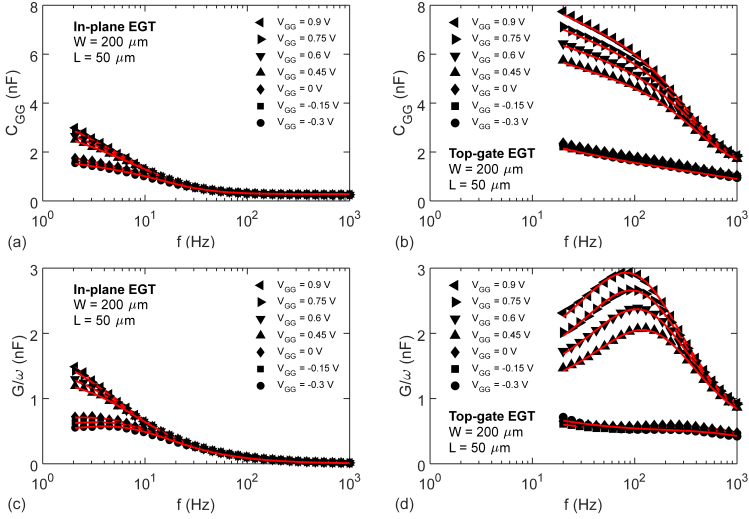 8
6
4
2
0
C_GG (nF)
In-plane EGT
W = 200 μm
L = 50 μm
V_GG = 0.9 V
V_GG = 0.75 V
V_GG = 0.6 V
V_GG = 0.45 V
V_GG = 0 V
V_GG = -0.15 V
V_GG = -0.3 V
10^0
10^1
10^2
10^3
f (Hz)
(a)
8
6
4
2
0
C_GG (nF)
V_GG = 0.9 V
V_GG = 0.75 V
V_GG = 0.6 V
V_GG = 0.45 V
V_GG = 0 V
V_GG = -0.15 V
V_GG = -0.3 V
Top-gate EGT
W = 200 μm
L = 50 μm
10^0
10^1
10^2
10^3
f (Hz)
(b)
3
2
1
0
G/ω (nF)
In-plane EGT
W = 200 μm
L = 50 μm
V_GG = 0.9 V
V_GG = 0.75 V
V_GG = 0.6 V
V_GG = 0.45 V
V_GG = 0 V
V_GG = -0.15 V
V_GG = -0.3 V
10^0
10^1
10^2
10^3
f (Hz)
(c)
3
2
1
0
G/ω (nF)
V_GG = 0.9 V
V_GG = 0.75 V
V_GG = 0.6 V
V_GG = 0.45 V
V_GG = 0 V
V_GG = -0.15 V
V_GG = -0.3 V
Top-gate EGT
W = 200 μm
L = 50 μm
10^0
10^1
10^2
10^3
f (Hz)
(d)